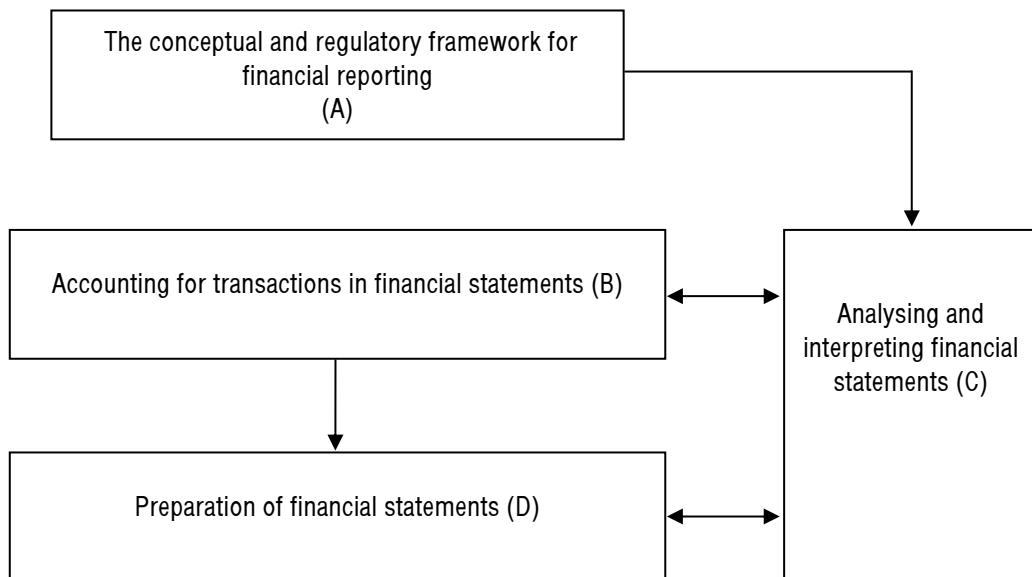 The conceptual and regulatory framework for
financial reporting
(A)
Accounting for transactions in financial statements (B)
Analysing and
interpreting financial
statements (C)
Preparation of financial statements (D)